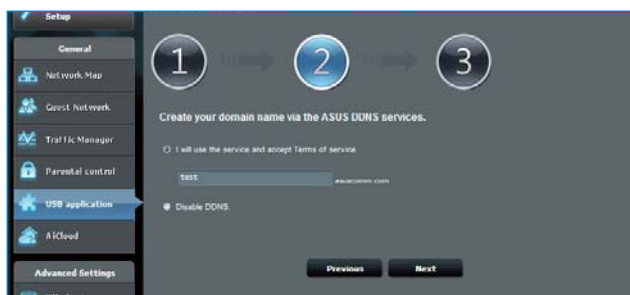 Setup
General
Network Map
Guest Network
Traffic Manager
Parental control
USB application
AiCloud
Advanced Settings
1
2
3
Create your domain name via the ASUS DDNS services.
I will use the service and accept Terms of service
test
.asuscomm.com
Disable DDNS.
Previous
Next